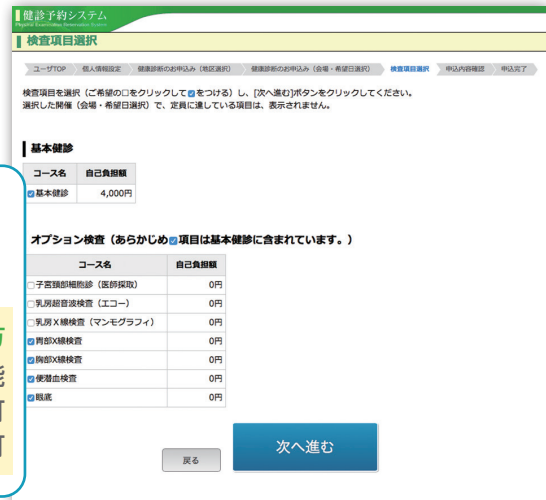 健診予約システム
Physical Examination Reservation System
検査項目選択
ユーザTOP 個人情報設定 健康診断のお申込み（地区選択） 健康診断のお申込み（会場・希望日選択） 検査項目選択 申込内容確認 申込完了
検査項目を選択（ご希望の□をクリックして☑をつける）し、[次へ進む]ボタンをクリックしてください。
選択した開催（会場・希望日選択）で、定員に達している項目は、表示されません。
基本健診
コース名 自己負担額
☑基本健診 4,000円
オプション検査（あらかじめ☑項目は基本健診に含まれています。）
コース名 自己負担額
□子宮頸部細胞診（医師採取） 0円
□乳房超音波検査（エコー） 0円
□乳房X線検査（マンモグラフィ） 0円
☑胃部X線検査 0円
☑胸部X線検査 0円
☑便潜血検査 0円
☑眼底 0円
戻る 次へ進む